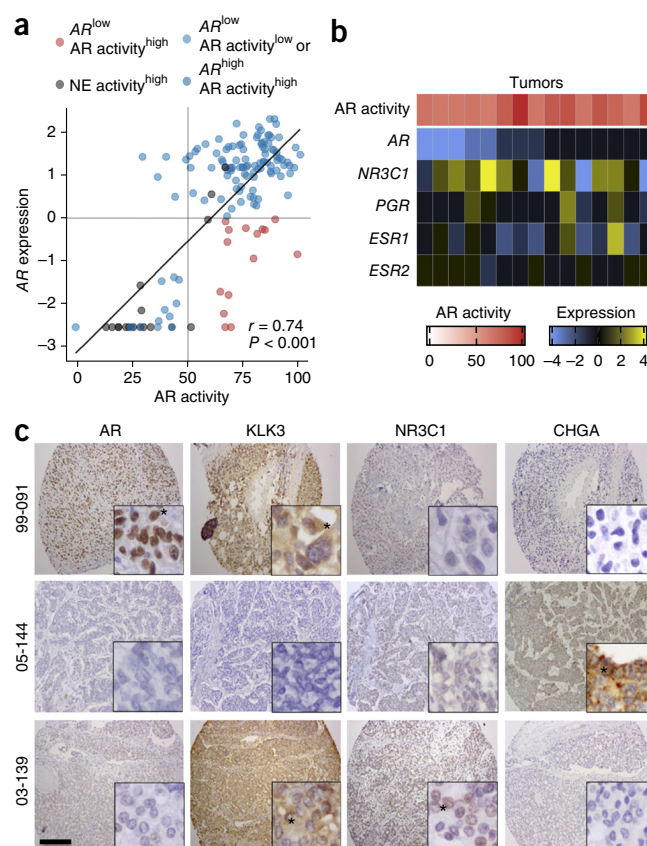 a
AR^low
AR activity^high
AR^low
AR activity^low or
AR^high
AR activity^high
NE activity^high
2
1
0
−1
−2
−3
AR expression
r = 0.74
P < 0.001
0
25
50
75
100
AR activity
b
Tumors
AR activity
AR
NR3C1
PGR
ESR1
ESR2
AR activity
0 50 100
Expression
−4 −2 0 2 4
c
AR KLK3 NR3C1 CHGA
99-091
*
*
05-144
*
03-139
*
*